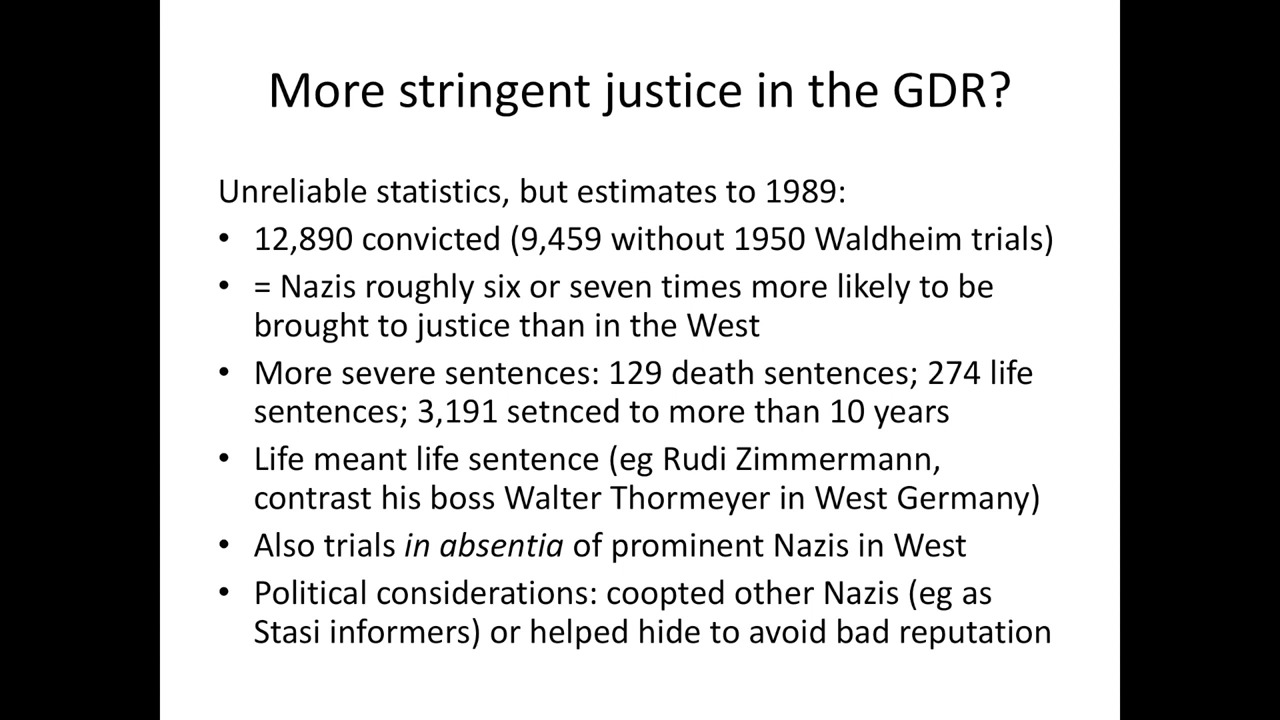 More stringent justice in the GDR?
Unreliable statistics, but estimates to 1989:
• 12,890 convicted (9,459 without 1950 Waldheim trials)
• = Nazis roughly six or seven times more likely to be
brought to justice than in the West
• More severe sentences: 129 death sentences; 274 life
sentences; 3,191 setnced to more than 10 years
• Life meant life sentence (eg Rudi Zimmermann,
contrast his boss Walter Thormeyer in West Germany)
• Also trials in absentia of prominent Nazis in West
• Political considerations: coopted other Nazis (eg as
Stasi informers) or helped hide to avoid bad reputation